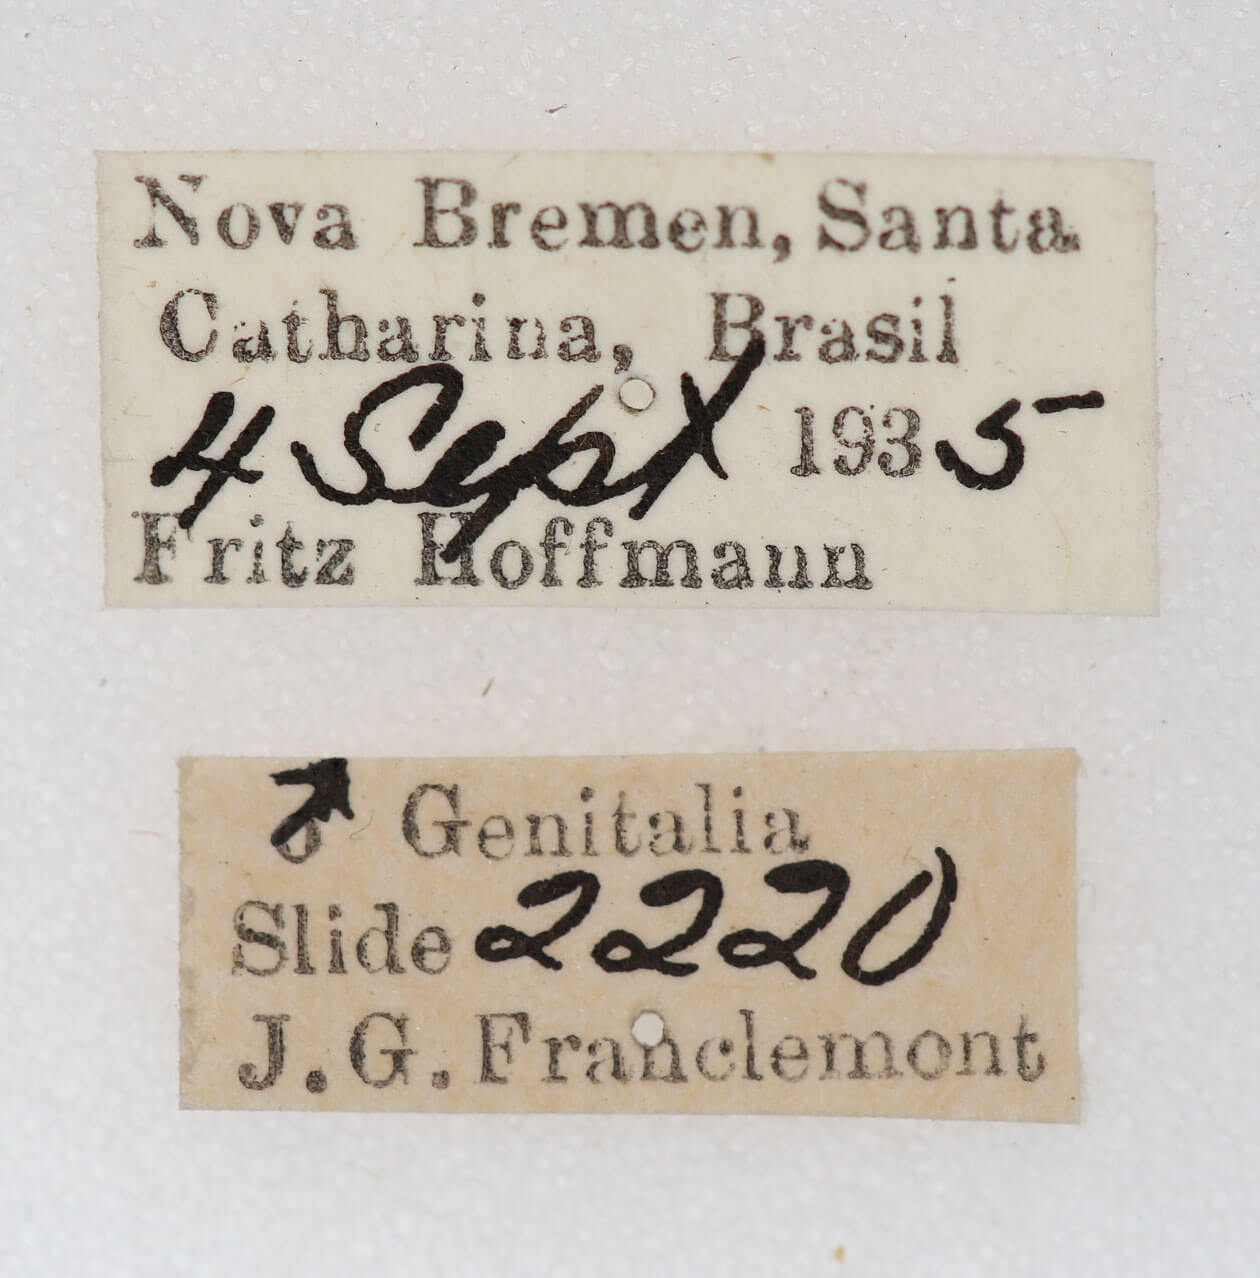 Nova Bremen, Santa
Catharina, Brasil
4 Sept 1935
Fritz Hoffmann
♂ Genitalia
Slide 2220
J. G. Franclemont